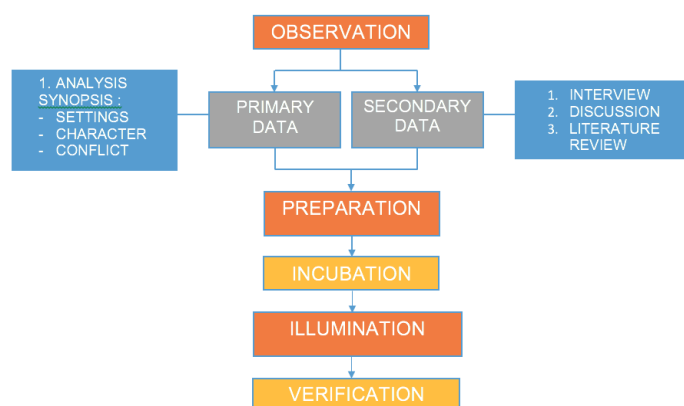 OBSERVATION
1. ANALYSIS
SYNOPSIS :
- SETTINGS
- CHARACTER
- CONFLICT
PRIMARY
DATA
SECONDARY
DATA
1. INTERVIEW
2. DISCUSSION
3. LITERATURE
REVIEW
PREPARATION
INCUBATION
ILLUMINATION
VERIFICATION